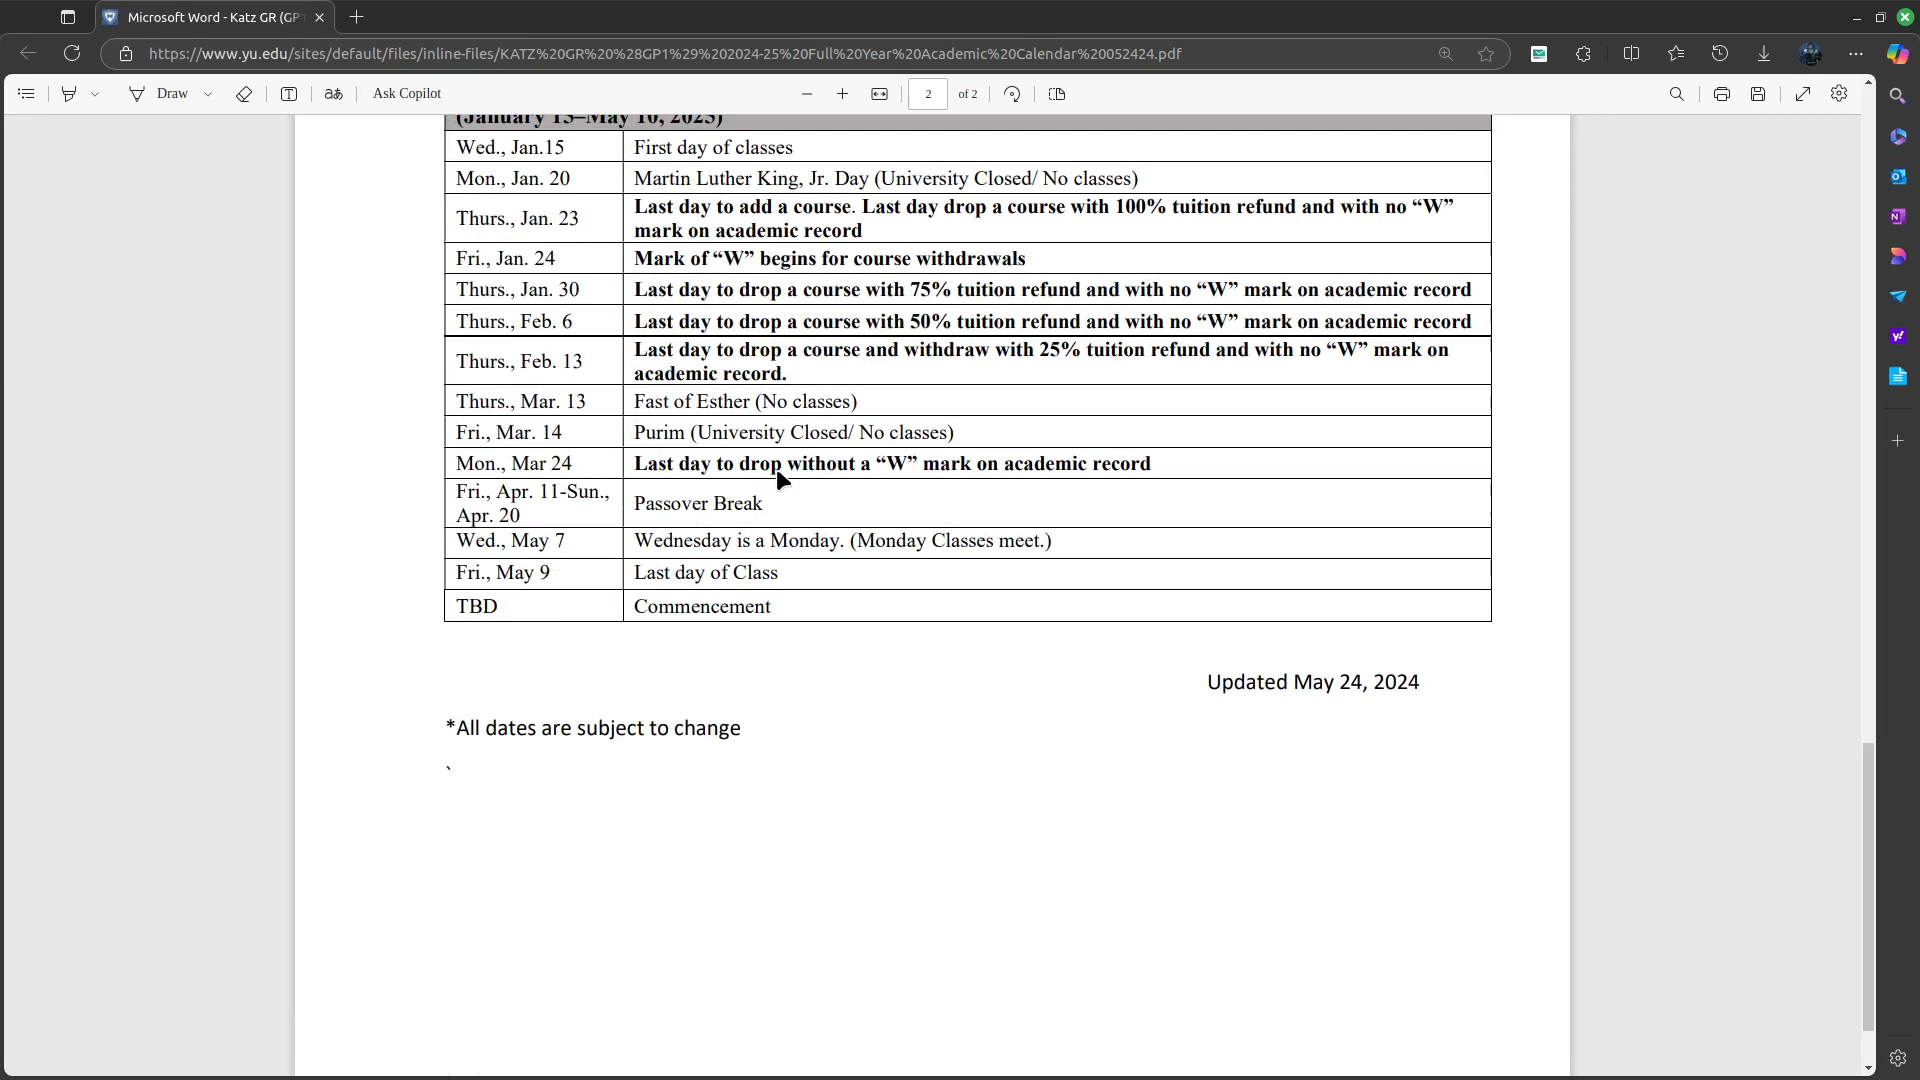 Microsoft Word - Katz GR (GP1
https://www.yu.edu/sites/default/files/inline-files/KATZ%20GR%20%28GP1%29%202024-25%20Full%20Year%20Academic%20Calendar%20052424.pdf
Draw
Ask Copilot
2 of 2
(January 15–May 10, 2025)
Wed., Jan.15 First day of classes
Mon., Jan. 20 Martin Luther King, Jr. Day (University Closed/ No classes)
Thurs., Jan. 23 Last day to add a course. Last day drop a course with 100% tuition refund and with no “W”
mark on academic record
Fri., Jan. 24 Mark of “W” begins for course withdrawals
Thurs., Jan. 30 Last day to drop a course with 75% tuition refund and with no “W” mark on academic record
Thurs., Feb. 6 Last day to drop a course with 50% tuition refund and with no “W” mark on academic record
Thurs., Feb. 13 Last day to drop a course and withdraw with 25% tuition refund and with no “W” mark on
academic record.
Thurs., Mar. 13 Fast of Esther (No classes)
Fri., Mar. 14 Purim (University Closed/ No classes)
Mon., Mar 24 Last day to drop without a “W” mark on academic record
Fri., Apr. 11-Sun.,
Apr. 20 Passover Break
Wed., May 7 Wednesday is a Monday. (Monday Classes meet.)
Fri., May 9 Last day of Class
TBD Commencement
Updated May 24, 2024
*All dates are subject to change
`